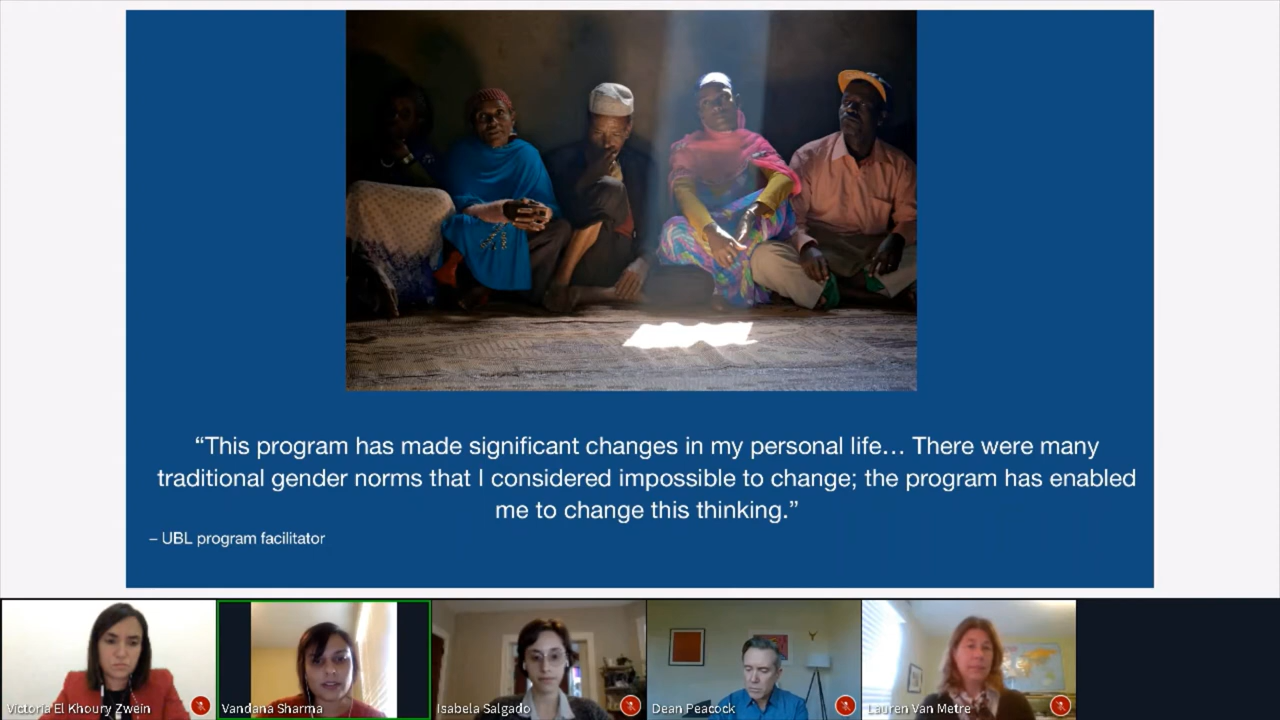 “This program has made significant changes in my personal life… There were many
traditional gender norms that I considered impossible to change; the program has enabled
me to change this thinking.”
– UBL program facilitator
Victoria El Khoury Zwein
Vandana Sharma
Isabela Salgado
Dean Peacock
Lauren Van Metre